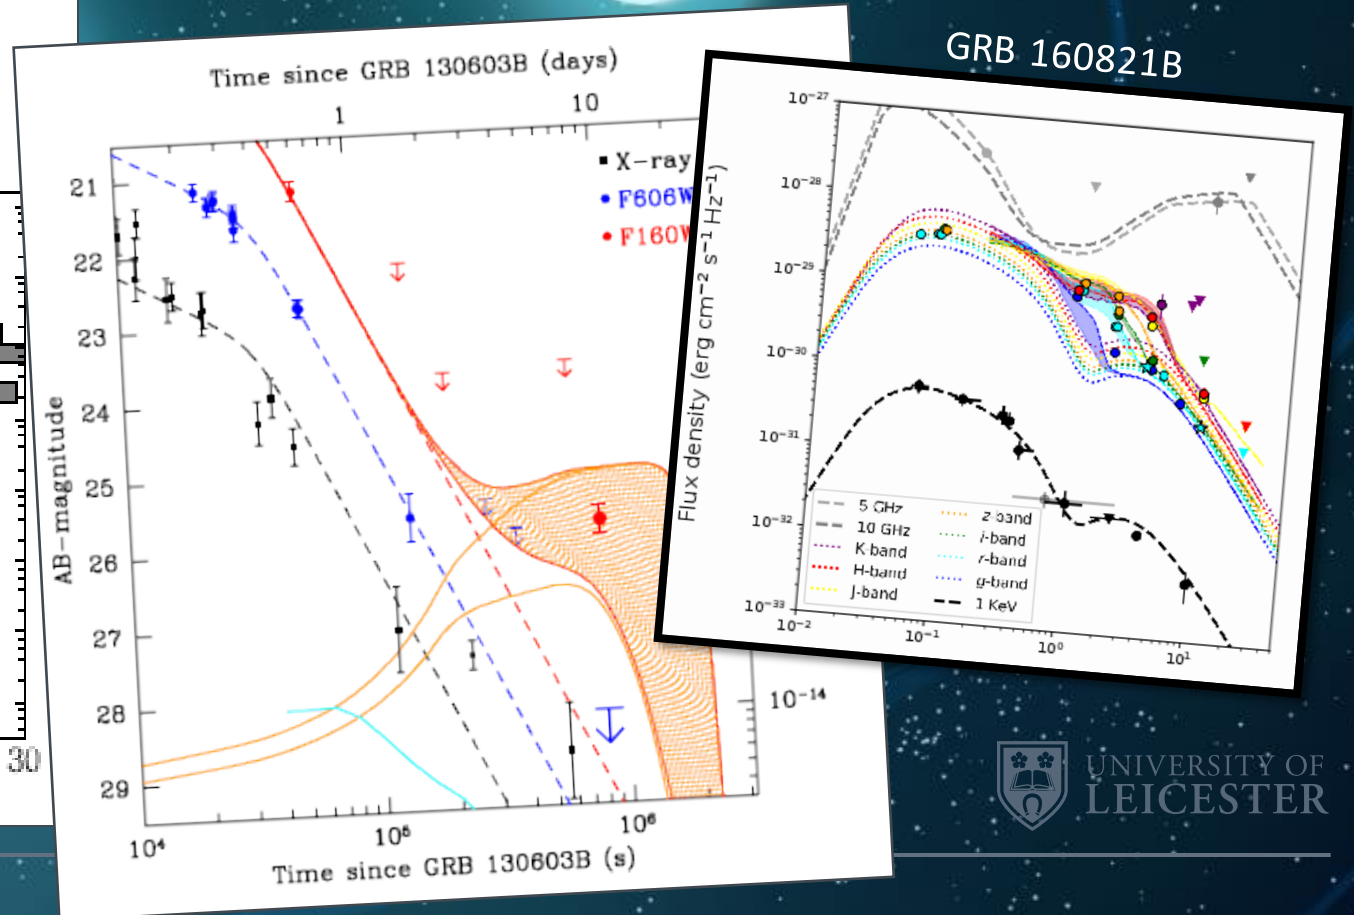 GRB 160821B
Time since GRB 130603B (days)
1
10
X-ray
F606W
F160W
21
22
23
24
25
26
27
28
29
AB-magnitude
10⁴
10⁵
10⁶
Time since GRB 130603B (s)
10⁻¹⁴
30
10⁻²⁷
10⁻²⁸
10⁻²⁹
10⁻³⁰
10⁻³¹
10⁻³²
10⁻³³
Flux density (erg cm⁻² s⁻¹ Hz⁻¹)
5 GHz
10 GHz
K-band
H-band
J-band
z-band
i-band
r-band
g-band
1 KeV
10⁻²
10⁻¹
10⁰
10¹
UNIVERSITY OF
LEICESTER